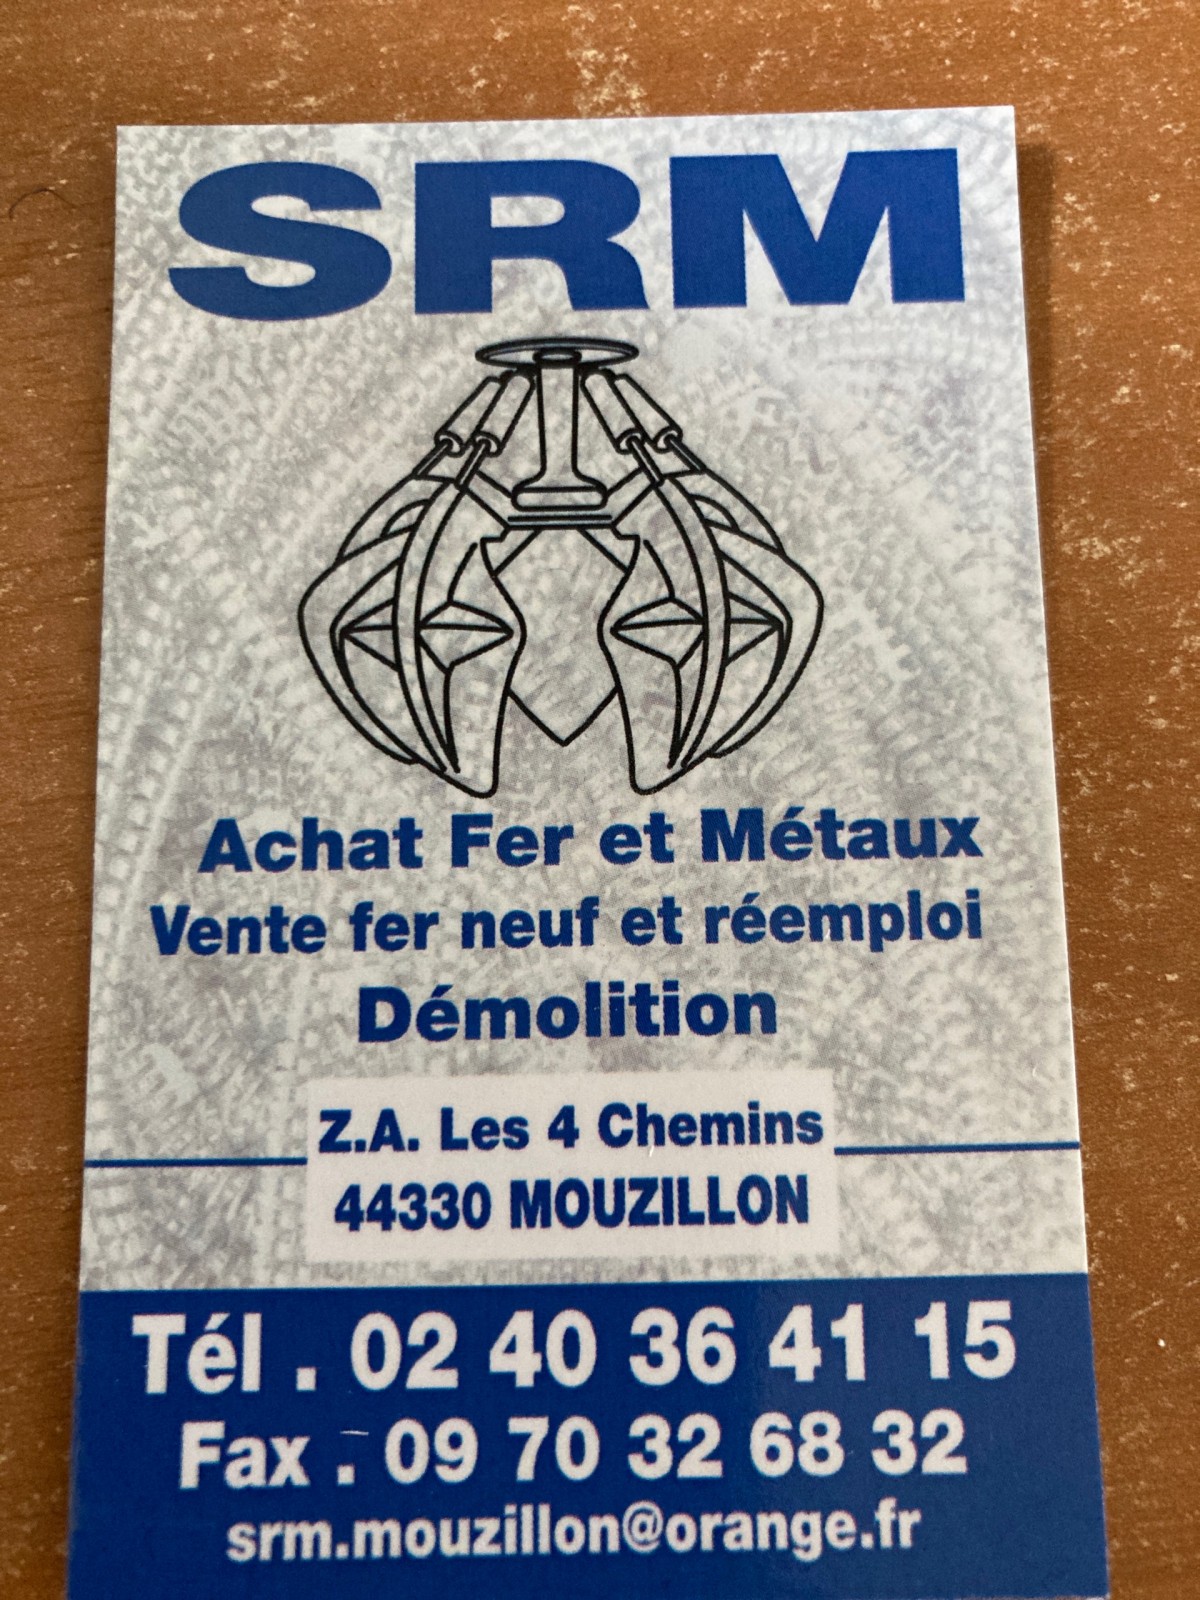 SRM
Achat Fer et Métaux
Vente fer neuf et réemploi
Démolition
Z.A. Les 4 Chemins
44330 MOUZILLON
Tél . 02 40 36 41 15
Fax . 09 70 32 68 32
srm.mouzillon@orange.fr